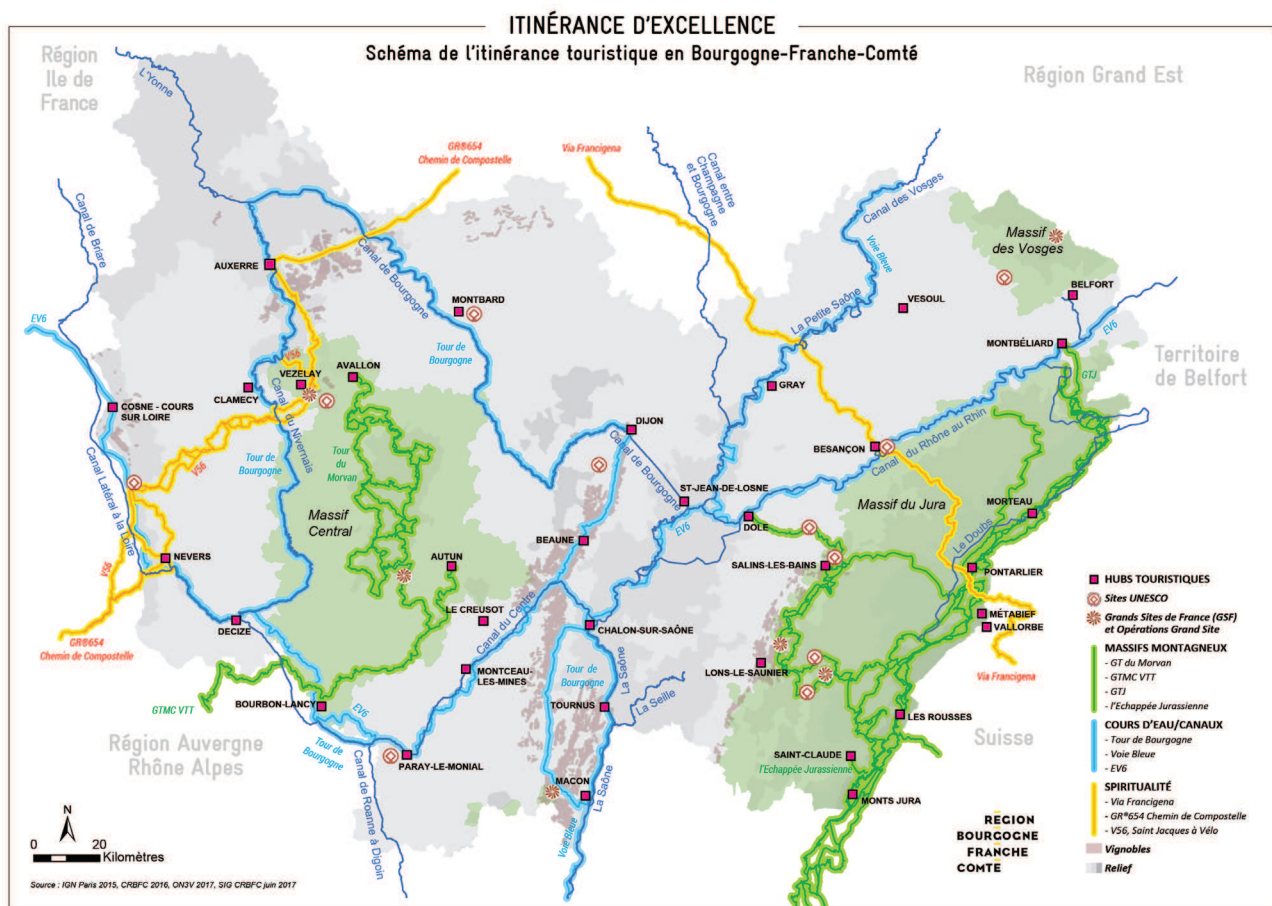 ITINÉRANCE D'EXCELLENCE
Schéma de l'itinérance touristique en Bourgogne-Franche-Comté
Région
Ile de
France
Région Grand Est
L'Yonne
GR®654
Chemin de Compostelle
Via Francigena
Canal entre
Champagne
et Bourgogne
Canal des Vosges
Voie Bleue
Massif
des Vosges
Canal de Briare
AUXERRE
Canal de Bourgogne
MONTBARD
La Petite Saône
VESOUL
BELFORT
EV6
EV6
Tour de
Bourgogne
MONTBÉLIARD
Territoire
de Belfort
V56
VEZELAY
AVALLON
CLAMECY
GRAY
GTJ
COSNE - COURS
SUR LOIRE
Canal du Nivernais
DIJON
Canal du Rhône au Rhin
BESANÇON
V56
Tour de
Bourgogne
Tour
du
Morvan
Canal de Bourgogne
ST-JEAN-DE-LOSNE
Canal Latéral à la Loire
Massif
Central
EV6
DOLE
Massif du Jura
MORTEAU
Le Doubs
NEVERS
BEAUNE
AUTUN
SALINS-LES-BAINS
PONTARLIER
V56
LE CREUSOT
Canal du Centre
MÉTABIEF
VALLORBE
GR®654
Chemin de Compostelle
DECIZE
CHALON-SUR-SAÔNE
Via Francigena
MONTCEAU-
LES-MINES
Tour de
Bourgogne
La Saône
La Seille
LONS-LE-SAUNIER
GTMC VTT
BOURBON-LANCY
EV6
TOURNUS
LES ROUSSES
Région Auvergne
Rhône Alpes
Tour de
Bourgogne
PARAY-LE-MONIAL
Suisse
SAINT-CLAUDE
l'Echappée Jurassienne
Canal de Roanne à Digoin
MACON
La Saône
Voie Bleue
MONTS JURA
HUBS TOURISTIQUES
Sites UNESCO
Grands Sites de France (GSF)
et Opérations Grand Site
MASSIFS MONTAGNEUX
- GT du Morvan
- GTMC VTT
- GTJ
- l'Echappée Jurassienne
COURS D'EAU/CANAUX
- Tour de Bourgogne
- Voie Bleue
- EV6
SPIRITUALITÉ
- Via Francigena
- GR®654 Chemin de Compostelle
- V56, Saint Jacques à Vélo
Vignobles
Relief
REGION
BOURGOGNE
FRANCHE
COMTE
N
0 20
Kilomètres
Source : IGN Paris 2015, CRBFC 2016, ON3V 2017, SIG CRBFC juin 2017